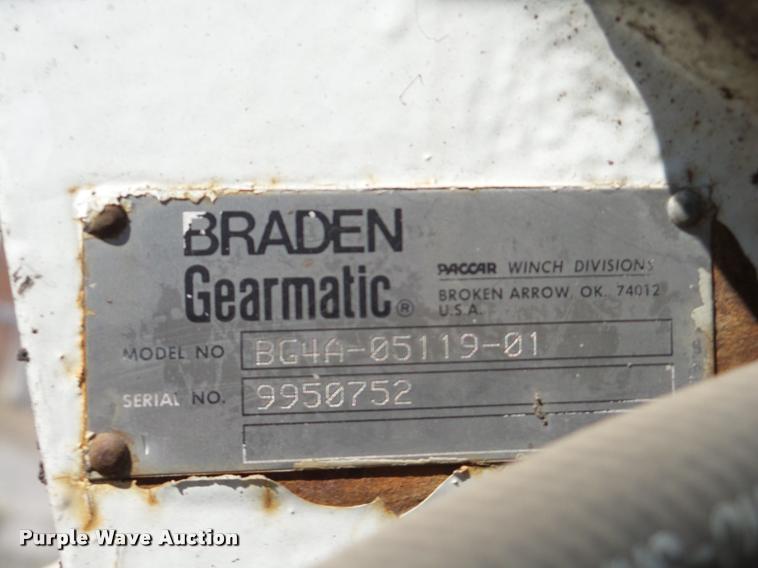 BRADEN
Gearmatic®
PACCAR WINCH DIVISIONS
BROKEN ARROW, OK. 74012
U.S.A.
MODEL NO BG4A-05119-01
SERIAL NO. 9950752
Purple Wave Auction